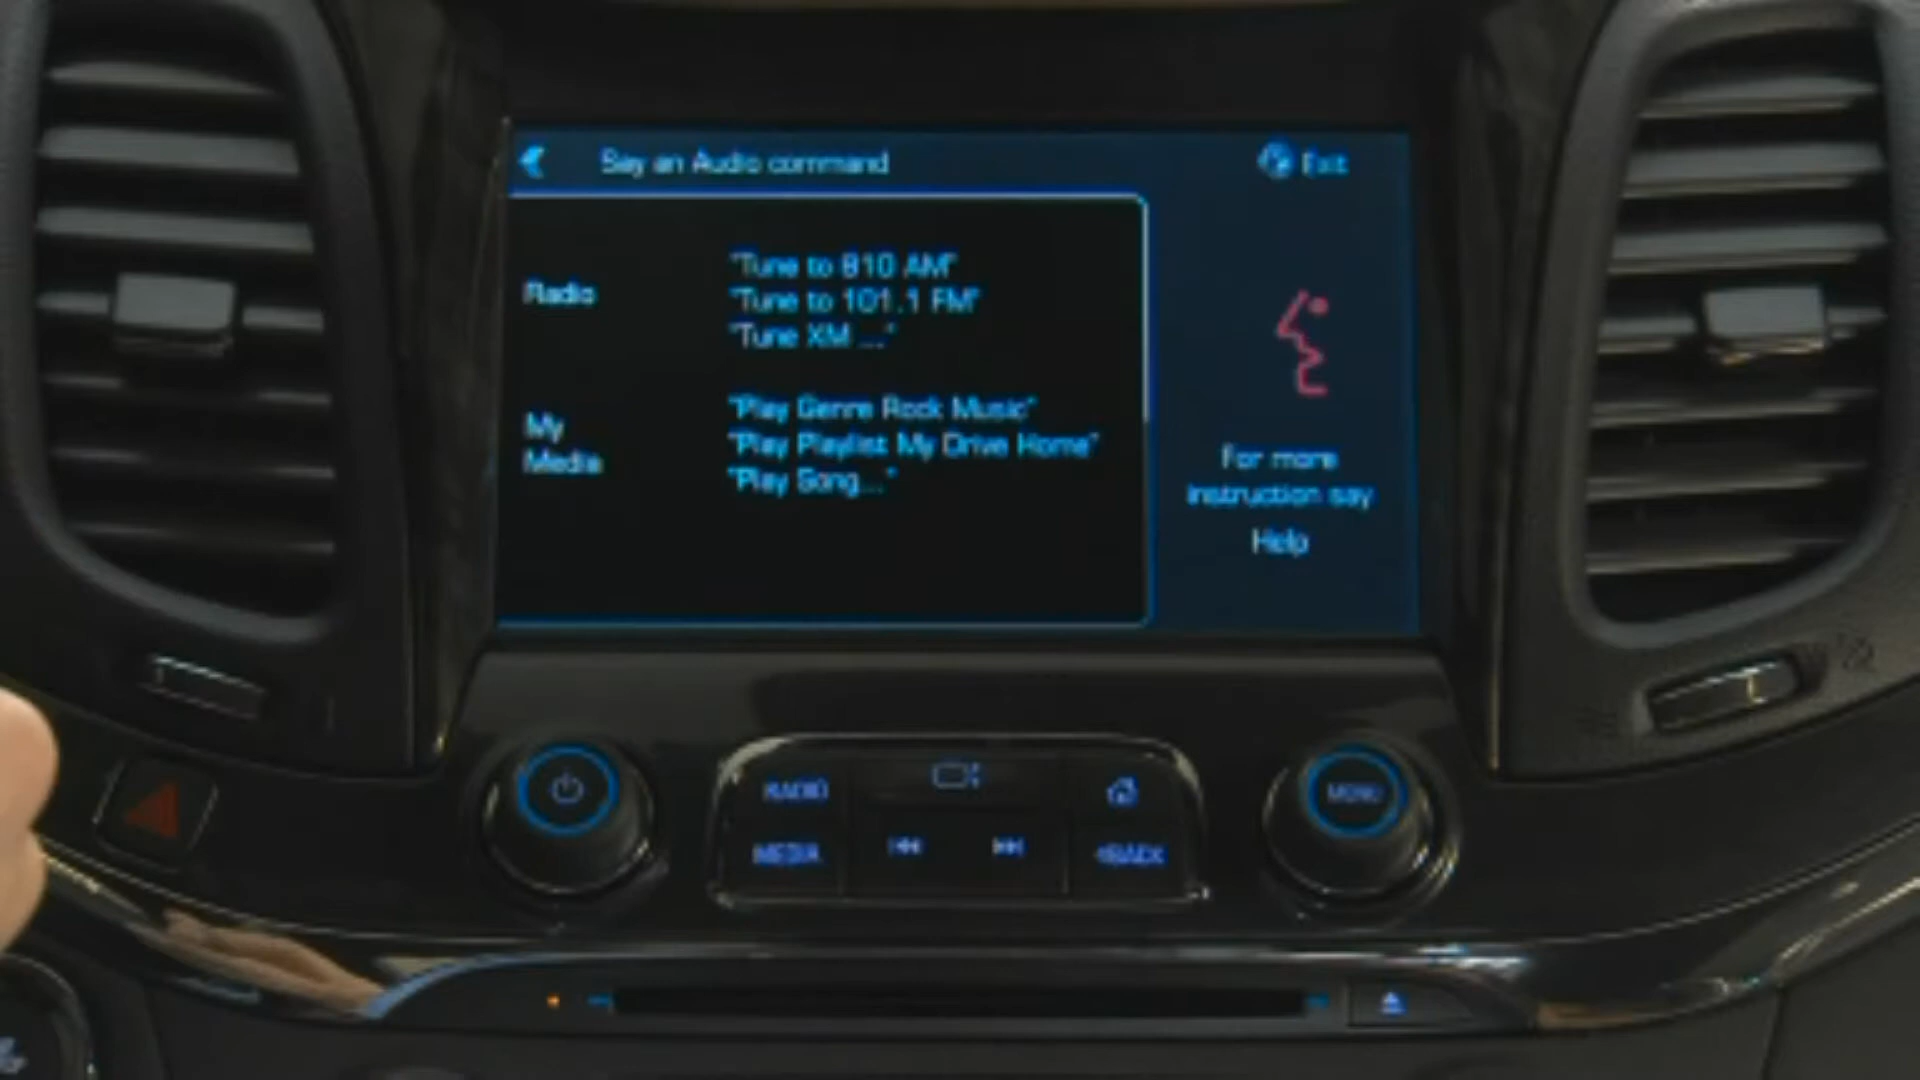 Say an Audio command
Exit
Radio
"Tune to 810 AM"
"Tune to 101.1 FM"
"Tune XM ..."
My
Media
"Play Genre Rock Music"
"Play Playlist My Drive Home"
"Play Song..."
For more
instruction say
Help
RADIO
MEDIA
MENU
BACK